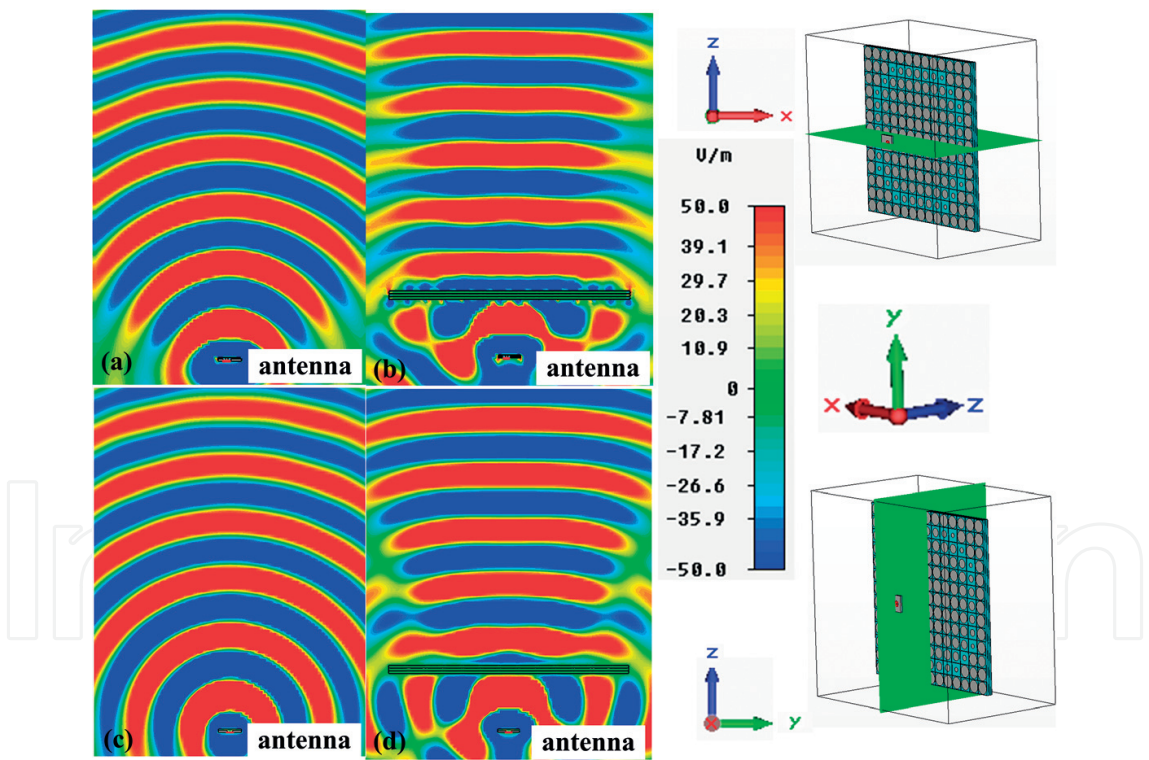 (a)
antenna
(b)
antenna
(c)
antenna
(d)
antenna
z
x
V/m
50.0
39.1
29.7
20.3
10.9
0
-7.81
-17.2
-26.6
-35.9
-50.0
y
x
z
z
y